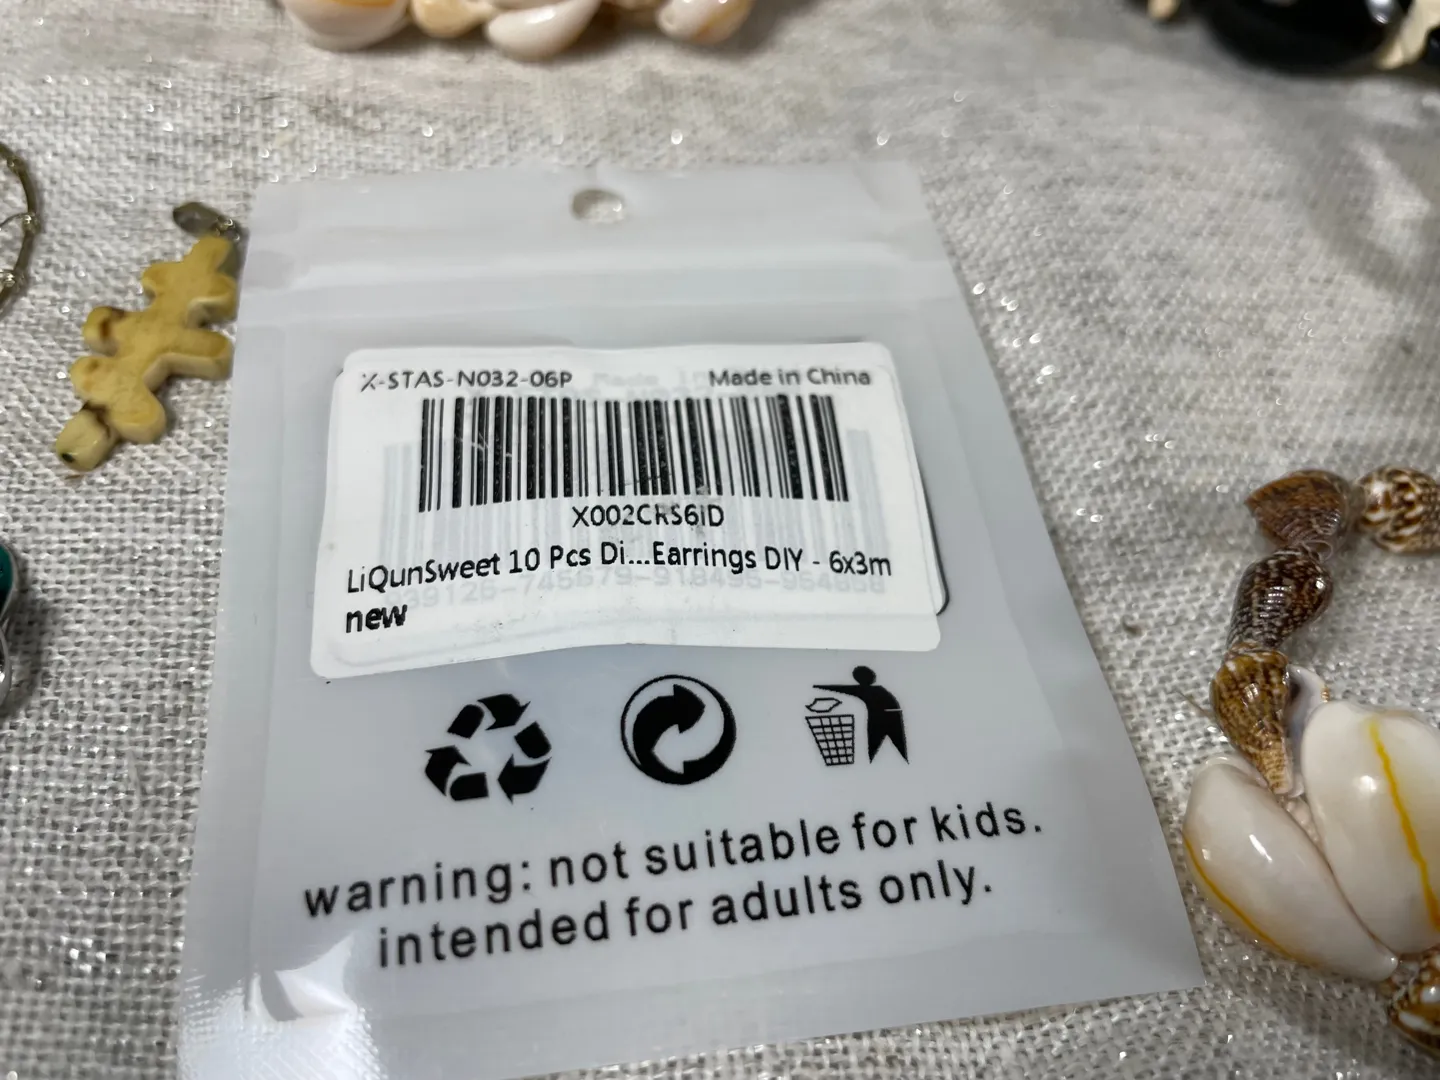 X-STAS-N032-06P Made in China
X002CRS6ID
LiQunSweet 10 Pcs Di...Earrings DIY - 6x3m
new
warning: not suitable for kids.
intended for adults only.